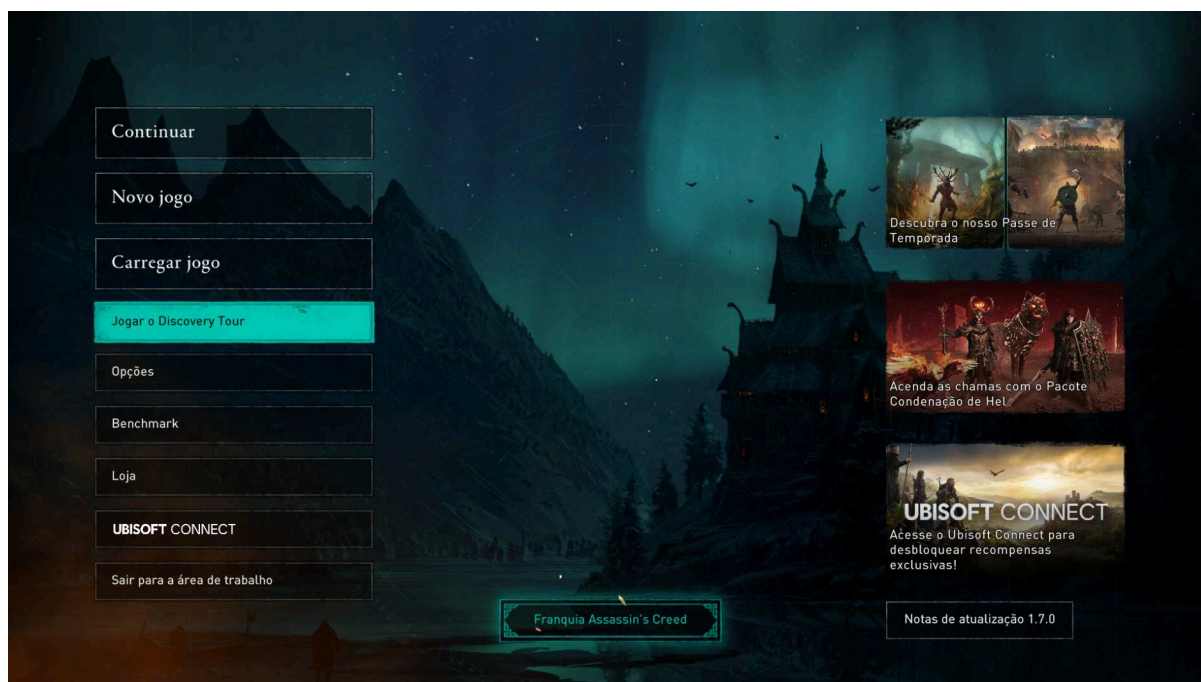 Continuar
Novo jogo
Carregar jogo
Jogar o Discovery Tour
Opções
Benchmark
Loja
UBISOFT CONNECT
Sair para a área de trabalho
Franquia Assassin's Creed
Descubra o nosso Passe de
Temporada
Acenda as chamas com o Pacote
Condenação de Hel
UBISOFT CONNECT
Acesse o Ubisoft Connect para
desbloquear recompensas
exclusivas!
Notas de atualização 1.7.0